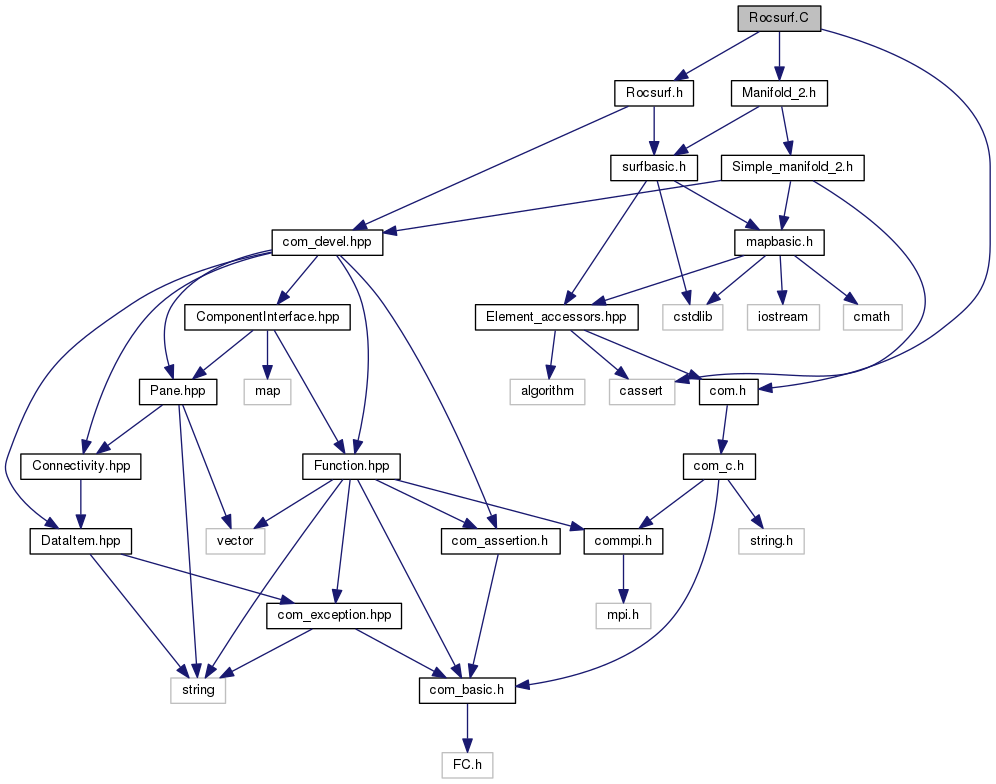 Rocsurf.C
Rocsurf.h
Manifold_2.h
surfbasic.h
Simple_manifold_2.h
com_devel.hpp
mapbasic.h
ComponentInterface.hpp
Element_accessors.hpp
cstdlib
iostream
cmath
Pane.hpp
map
algorithm
cassert
com.h
Connectivity.hpp
Function.hpp
com_c.h
DataItem.hpp
vector
com_assertion.h
commpi.h
string.h
com_exception.hpp
mpi.h
string
com_basic.h
FC.h